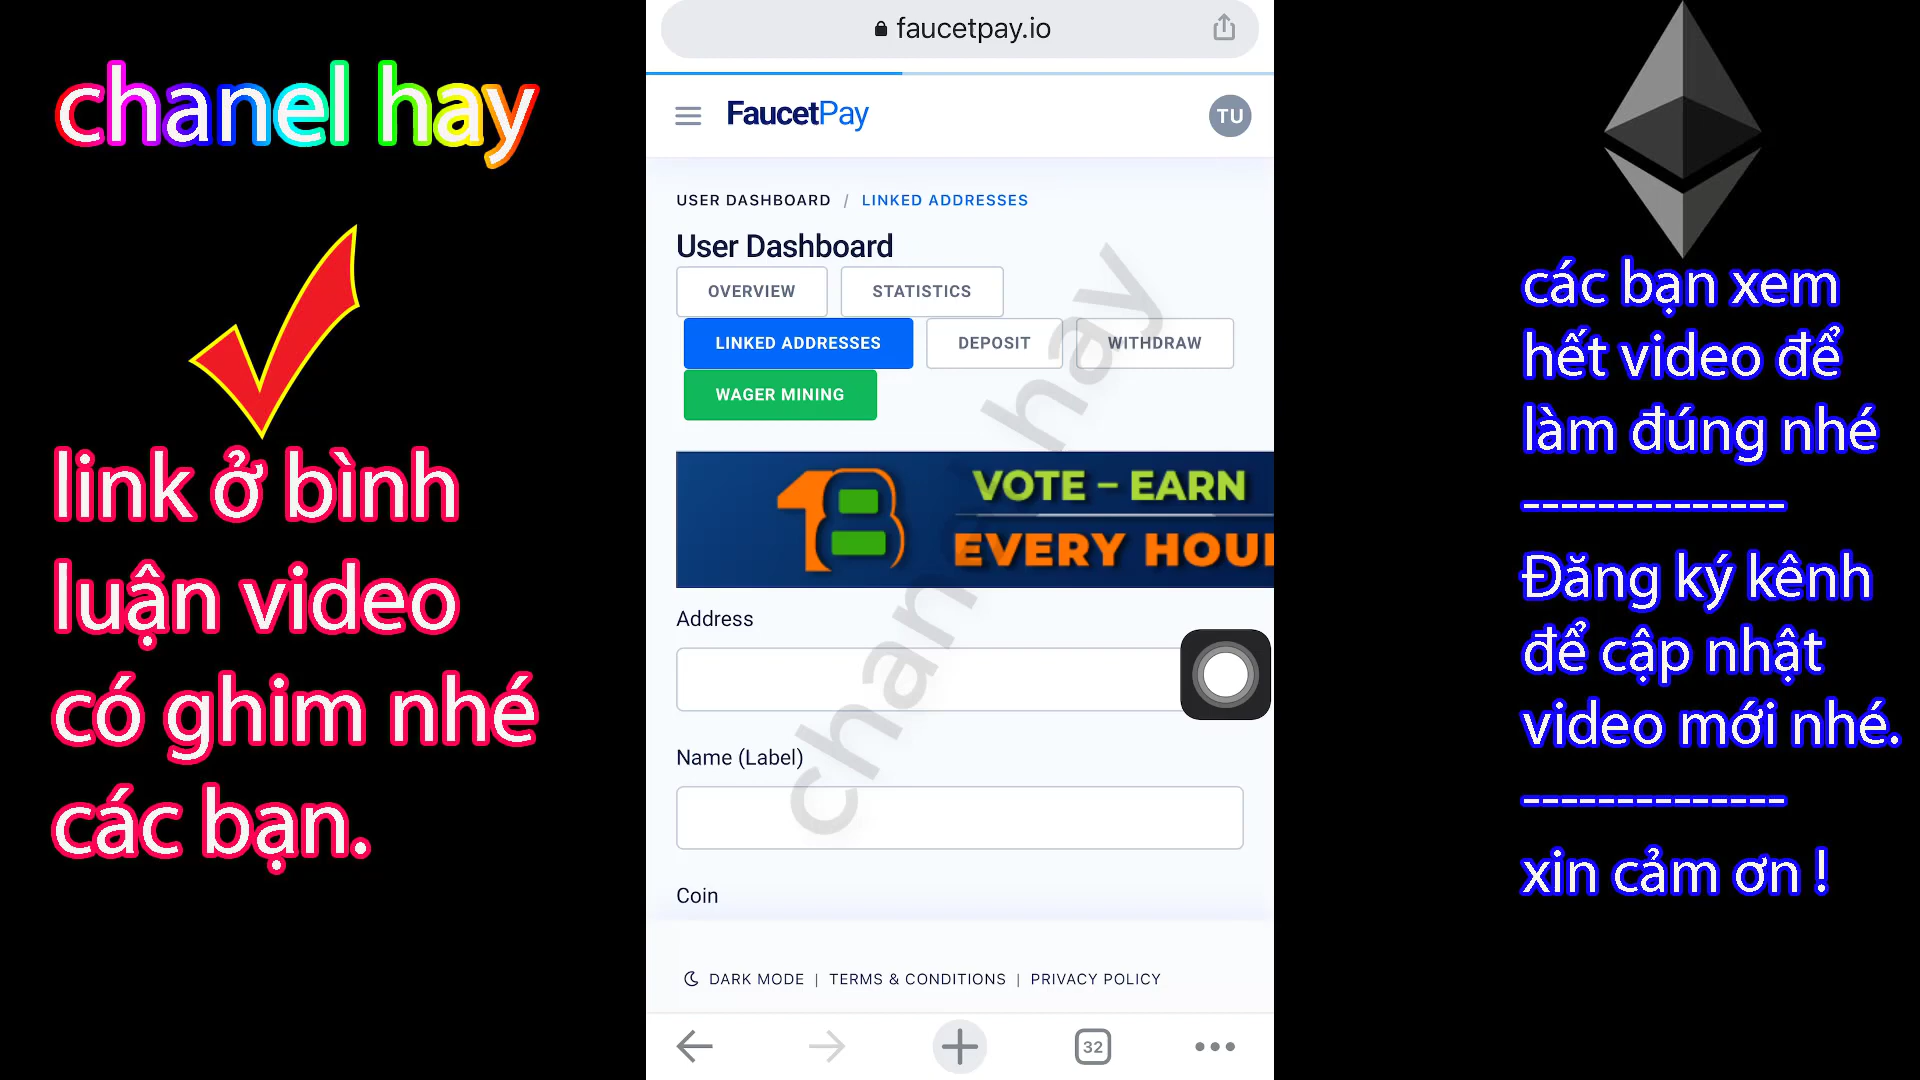 chanel hay
link ở bình
luận video
có ghim nhé
các bạn.
faucetpay.io
FaucetPay
TU
USER DASHBOARD / LINKED ADDRESSES
User Dashboard
OVERVIEW
STATISTICS
LINKED ADDRESSES
DEPOSIT
WITHDRAW
WAGER MINING
VOTE – EARN
EVERY HOUR
Address
Name (Label)
Coin
chanel hay
DARK MODE | TERMS & CONDITIONS | PRIVACY POLICY
32
các bạn xem
hết video để
làm đúng nhé
--------------
Đăng ký kênh
để cập nhật
video mới nhé.
--------------
xin cảm ơn !